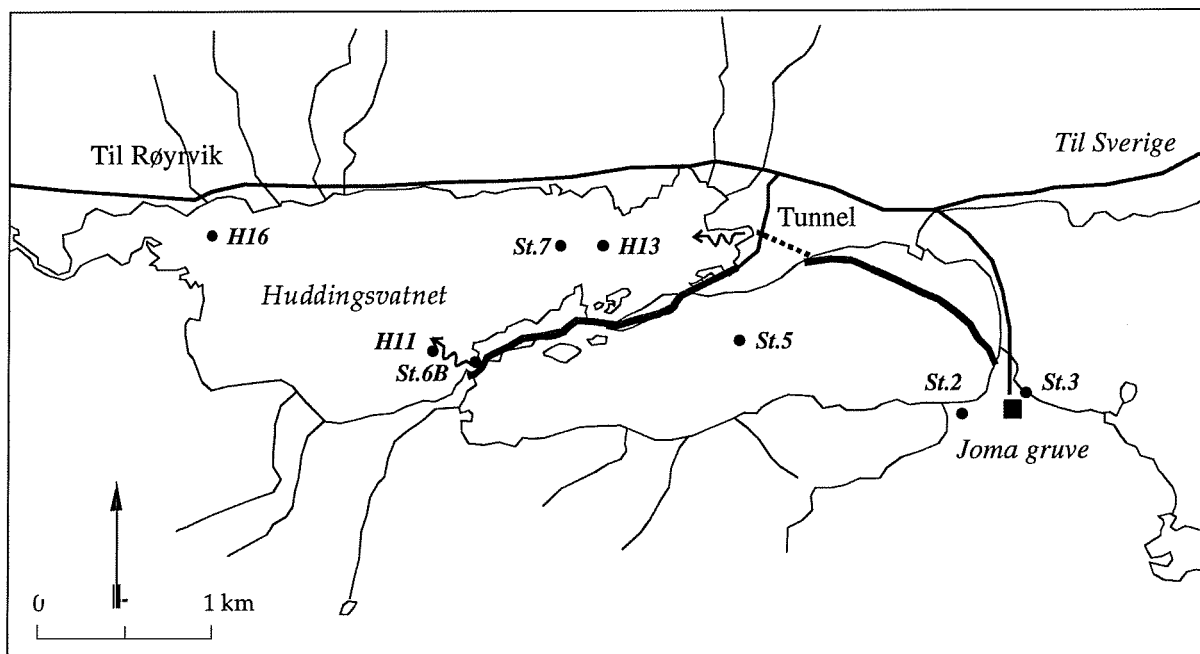 Til Røyrvik
Til Sverige
Tunnel
H16
St.7
H13
Huddingsvatnet
H11
St.6B
St.5
St.2
St.3
Joma gruve
0
1 km